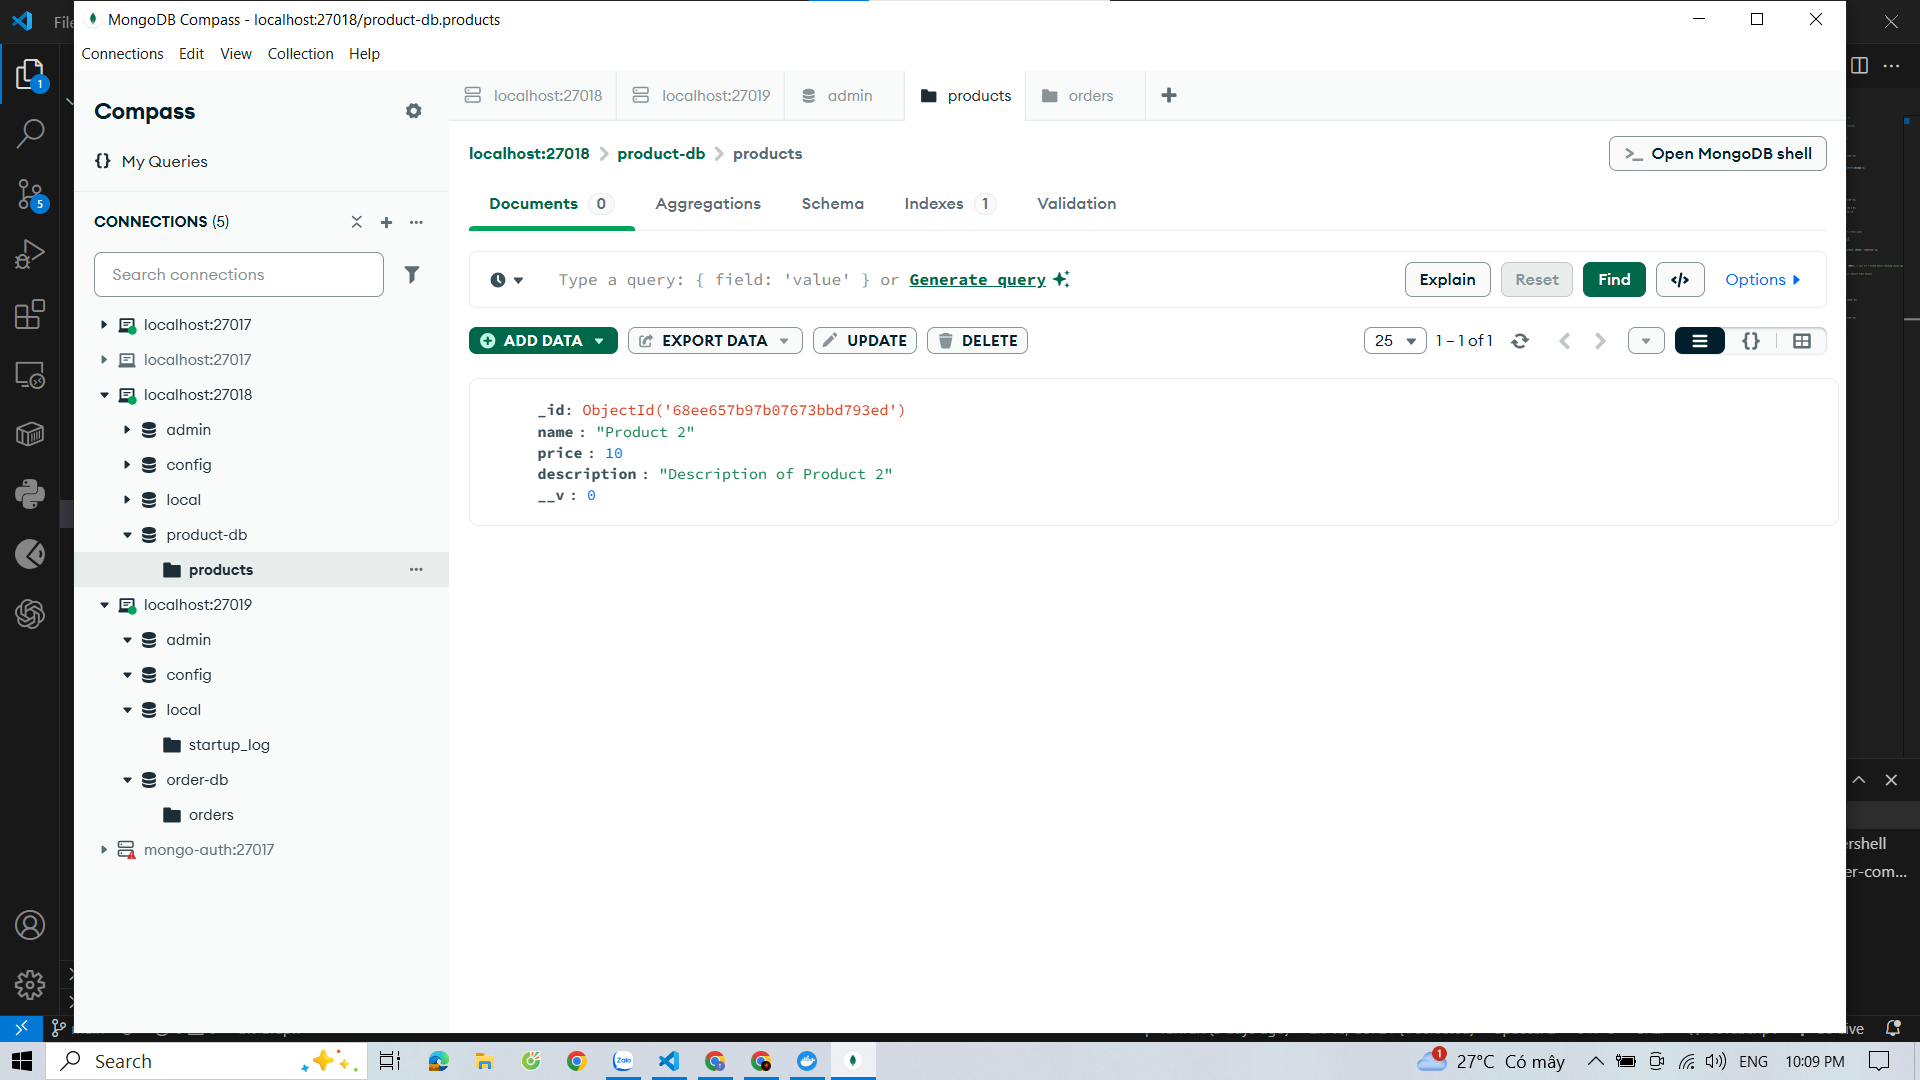 File
MongoDB Compass - localhost:27018/product-db.products
Connections Edit View Collection Help
1
5
Compass
{} My Queries
CONNECTIONS (5)
Search connections
localhost:27017
localhost:27017
localhost:27018
admin
config
local
product-db
products
localhost:27019
admin
config
local
startup_log
order-db
orders
mongo-auth:27017
localhost:27018 localhost:27019 admin products orders
localhost:27018 > product-db > products
>_ Open MongoDB shell
Documents 0 Aggregations Schema Indexes 1 Validation
Type a query: { field: 'value' } or Generate query
Explain Reset Find </> Options
ADD DATA EXPORT DATA UPDATE DELETE
25 1 – 1 of 1 {}
_id: ObjectId('68ee657b97b07673bbd793ed')
name : "Product 2"
price : 10
description : "Description of Product 2"
__v : 0
ershell
er-com...
Search
1 27°C Có mây ENG 10:09 PM
Zalo